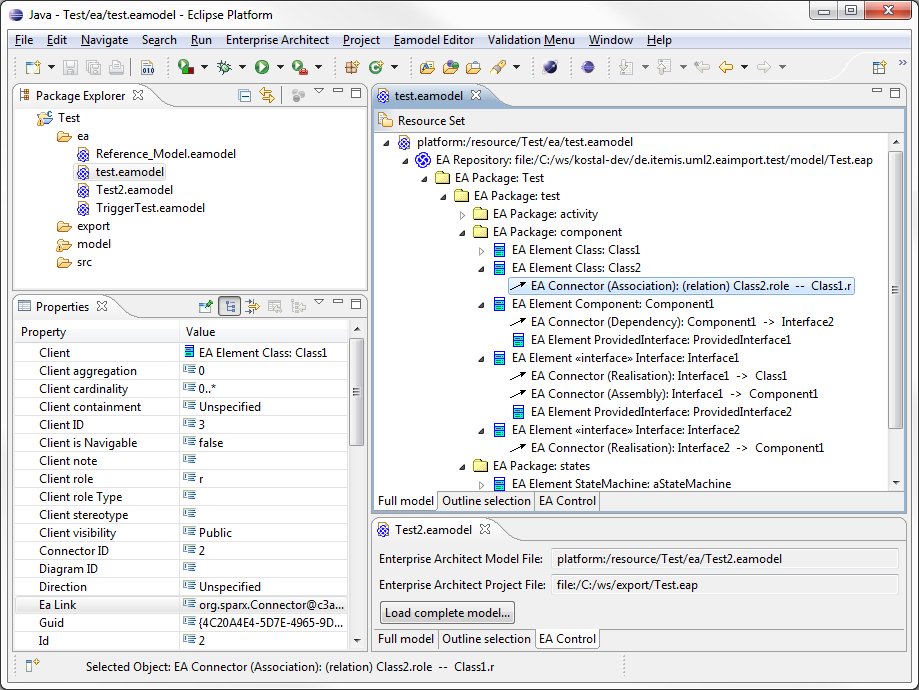 Java - Test/ea/test.eamodel - Eclipse Platform
File Edit Navigate Search Run Enterprise Architect Project Eamodel Editor Validation Menu Window Help
Package Explorer
Test
ea
Reference_Model.eamodel
test.eamodel
Test2.eamodel
TriggerTest.eamodel
export
model
src
Properties
Property Value
Client EA Element Class: Class1
Client aggregation 0
Client cardinality 0..*
Client containment Unspecified
Client ID 3
Client is Navigable false
Client note
Client role r
Client role Type
Client stereotype
Client visibility Public
Connector ID 2
Diagram ID
Direction Unspecified
Ea Link org.sparx.Connector@c3a...
Guid {4C20A4E4-5D7E-4965-9D...
Id 2
test.eamodel
Resource Set
platform:/resource/Test/ea/test.eamodel
EA Repository: file:/C:/ws/kostal-dev/de.itemis.uml2.eaimport.test/model/Test.eap
EA Package: Test
EA Package: test
EA Package: activity
EA Package: component
EA Element Class: Class1
EA Element Class: Class2
EA Connector (Association): (relation) Class2.role -- Class1.r
EA Element Component: Component1
EA Connector (Dependency): Component1 -> Interface2
EA Element ProvidedInterface: ProvidedInterface1
EA Element «interface» Interface: Interface1
EA Connector (Realisation): Interface1 -> Class1
EA Connector (Assembly): Interface1 -> Component1
EA Element ProvidedInterface: ProvidedInterface2
EA Element «interface» Interface: Interface2
EA Connector (Realisation): Interface2 -> Component1
EA Package: states
EA Element StateMachine: aStateMachine
Full model Outline selection EA Control
Test2.eamodel
Enterprise Architect Model File: platform:/resource/Test/ea/Test2.eamodel
Enterprise Architect Project File: file:/C:/ws/export/Test.eap
Load complete model...
Full model Outline selection EA Control
Selected Object: EA Connector (Association): (relation) Class2.role -- Class1.r